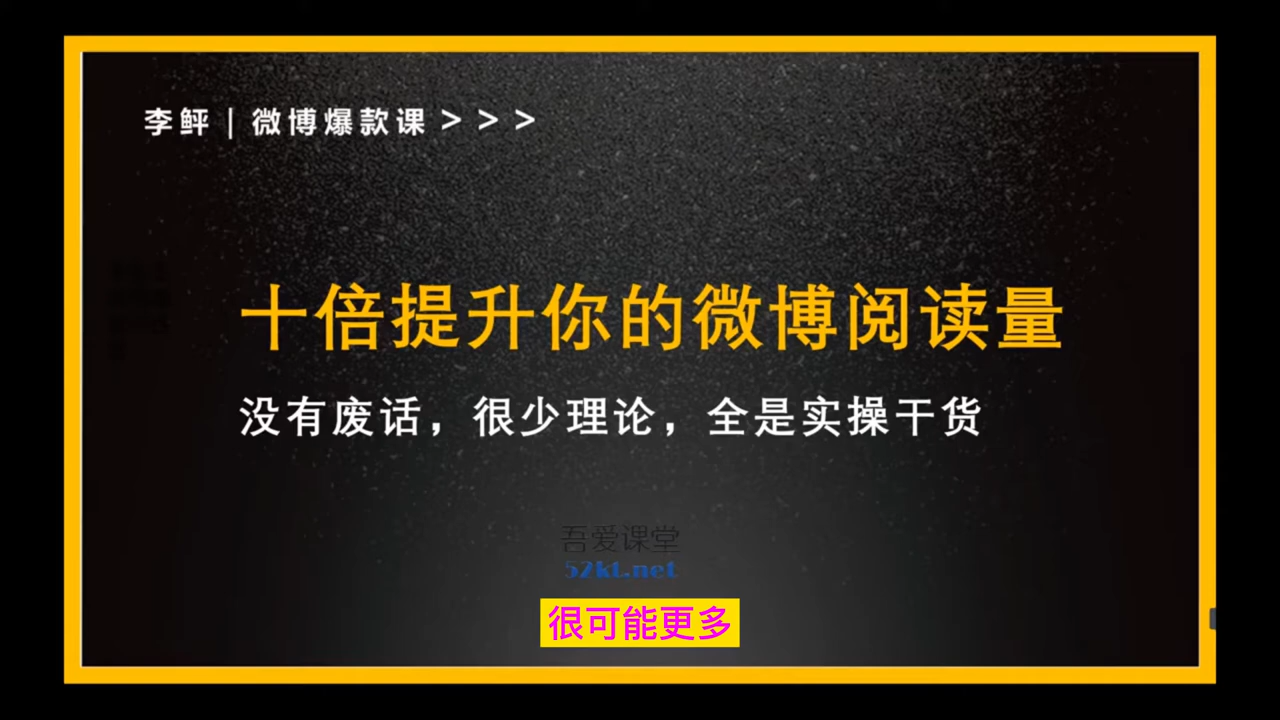 李鲆 | 微博爆款课 > > >
十倍提升你的微博阅读量
没有废话，很少理论，全是实操干货
吾爱课堂
52kt.net
很可能更多